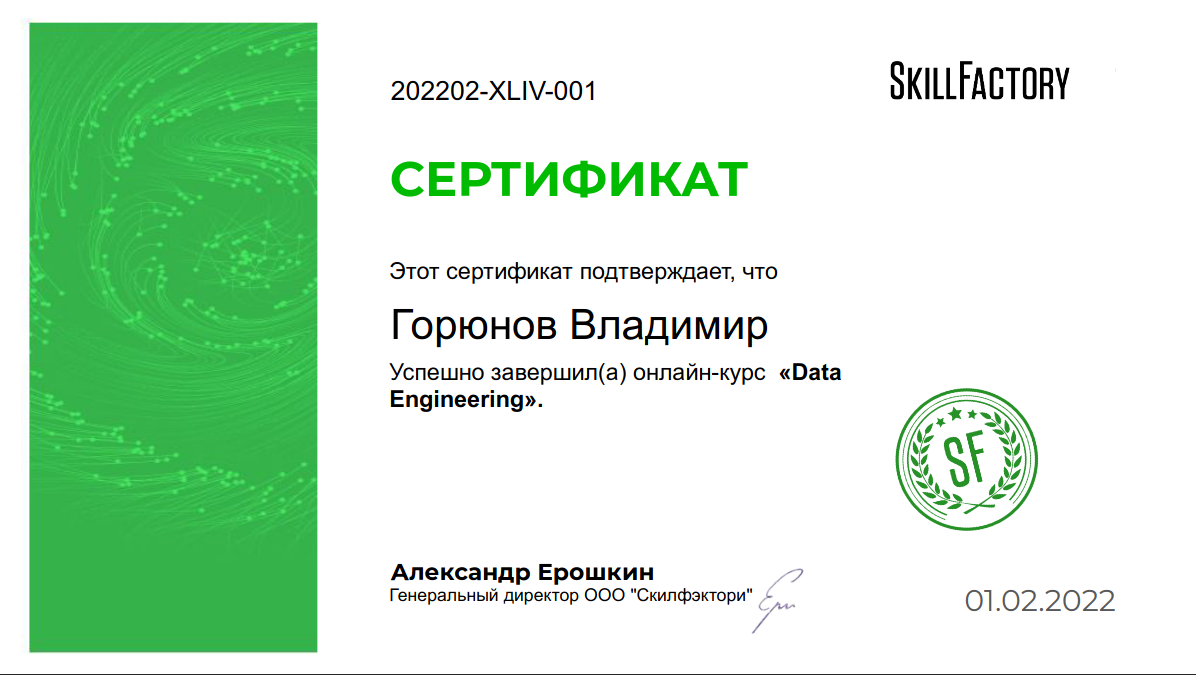 202202-XLIV-001
SKILLFACTORY
СЕРТИФИКАТ
Этот сертификат подтверждает, что
Горюнов Владимир
Успешно завершил(а) онлайн-курс «Data
Engineering».
SF
Александр Ерошкин
Генеральный директор ООО "Скилфэктори"
01.02.2022